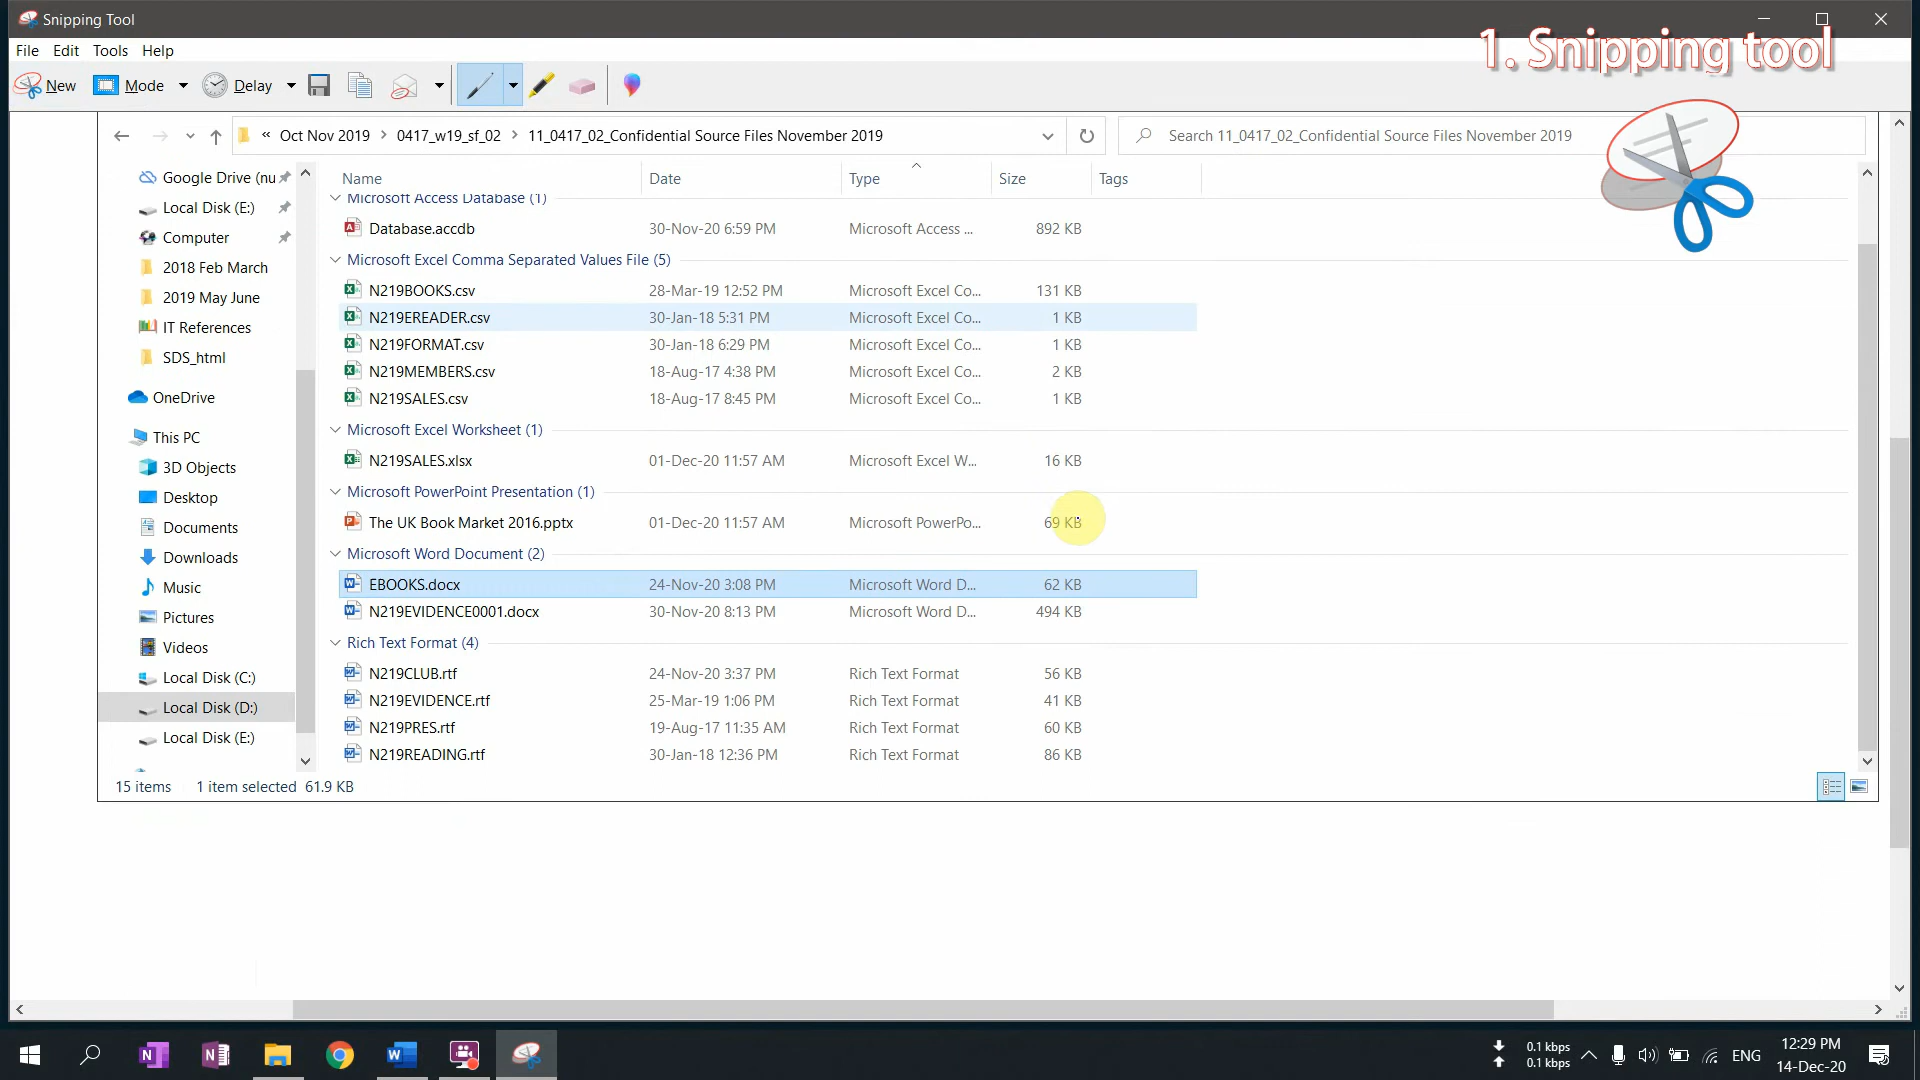 Snipping Tool
File Edit Tools Help
1. Snipping tool
New Mode Delay
« Oct Nov 2019 > 0417_w19_sf_02 > 11_0417_02_Confidential Source Files November 2019
Search 11_0417_02_Confidential Source Files November 2019
Google Drive (nu
Local Disk (E:)
Computer
2018 Feb March
2019 May June
IT References
SDS_html
OneDrive
This PC
3D Objects
Desktop
Documents
Downloads
Music
Pictures
Videos
Local Disk (C:)
Local Disk (D:)
Local Disk (E:)
Name Date Type Size Tags
Microsoft Access Database (1)
Database.accdb 30-Nov-20 6:59 PM Microsoft Access ... 892 KB
Microsoft Excel Comma Separated Values File (5)
N219BOOKS.csv 28-Mar-19 12:52 PM Microsoft Excel Co... 131 KB
N219EREADER.csv 30-Jan-18 5:31 PM Microsoft Excel Co... 1 KB
N219FORMAT.csv 30-Jan-18 6:29 PM Microsoft Excel Co... 1 KB
N219MEMBERS.csv 18-Aug-17 4:38 PM Microsoft Excel Co... 2 KB
N219SALES.csv 18-Aug-17 8:45 PM Microsoft Excel Co... 1 KB
Microsoft Excel Worksheet (1)
N219SALES.xlsx 01-Dec-20 11:57 AM Microsoft Excel W... 16 KB
Microsoft PowerPoint Presentation (1)
The UK Book Market 2016.pptx 01-Dec-20 11:57 AM Microsoft PowerPo... 69 KB
Microsoft Word Document (2)
EBOOKS.docx 24-Nov-20 3:08 PM Microsoft Word D... 62 KB
N219EVIDENCE0001.docx 30-Nov-20 8:13 PM Microsoft Word D... 494 KB
Rich Text Format (4)
N219CLUB.rtf 24-Nov-20 3:37 PM Rich Text Format 56 KB
N219EVIDENCE.rtf 25-Mar-19 1:06 PM Rich Text Format 41 KB
N219PRES.rtf 19-Aug-17 11:35 AM Rich Text Format 60 KB
N219READING.rtf 30-Jan-18 12:36 PM Rich Text Format 86 KB
15 items 1 item selected 61.9 KB
0.1 kbps
0.1 kbps
ENG
12:29 PM
14-Dec-20